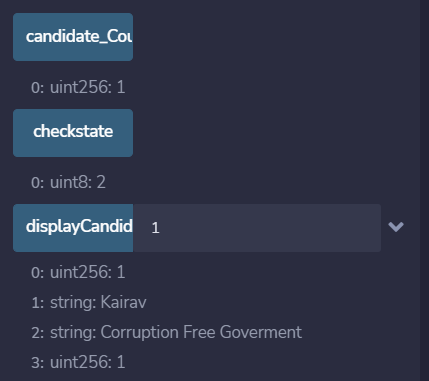 candidate_Cou
0: uint256: 1
checkstate
0: uint8: 2
displayCandid 1
0: uint256: 1
1: string: Kairav
2: string: Corruption Free Goverment
3: uint256: 1